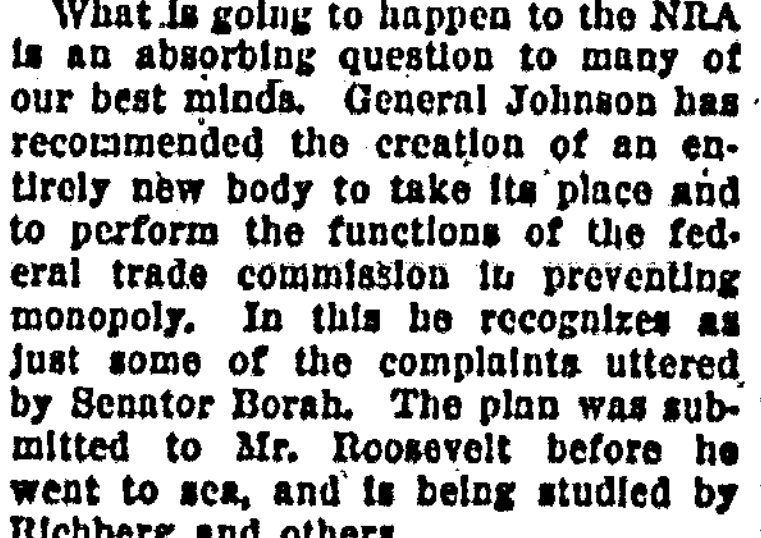 What is going to happen to the NRA
is an absorbing question to many of
our best minds. General Johnson has
recommended the creation of an en-
tirely new body to take its place and
to perform the functions of the fed-
eral trade commission in preventing
monopoly. In this he recognizes as
just some of the complaints uttered
by Senator Borah. The plan was sub-
mitted to Mr. Roosevelt before he
went to sea, and is being studied by
Richberg and others